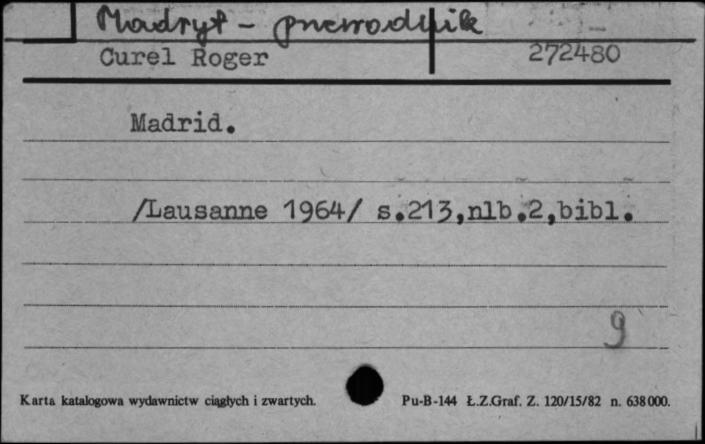 Madryt - przewodnik
Curel Roger 272480
Madrid.
/Lausanne 1964/ s.213,nlb.2,bibl.
9
Karta katalogowa wydawnictw ciągłych i zwartych. Pu-B-144 Ł.Z.Graf. Z. 120/15/82 n. 638000.